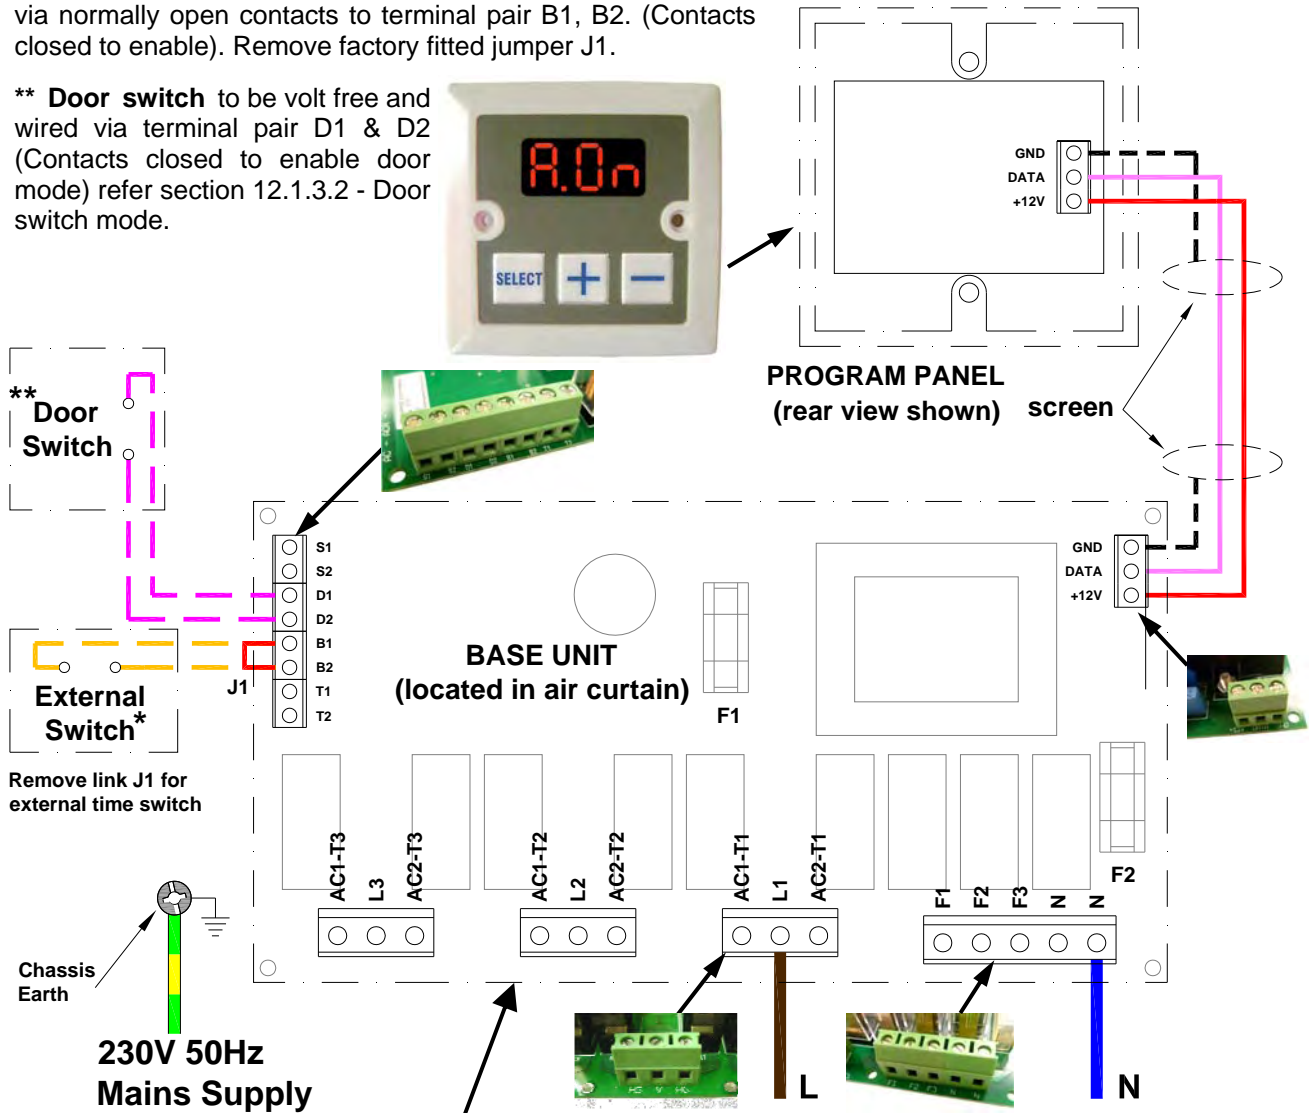 via normally open contacts to terminal pair B1, B2. (Contacts
closed to enable). Remove factory fitted jumper J1.
** Door switch to be volt free and
wired via terminal pair D1 & D2
(Contacts closed to enable door
mode) refer section 12.1.3.2 - Door
switch mode.
A.0n
SELECT + −
GND
DATA
+12V
PROGRAM PANEL
(rear view shown)
screen
**
Door
Switch
S1
S2
D1
D2
B1
B2
T1
T2
J1
External
Switch*
Remove link J1 for
external time switch
BASE UNIT
(located in air curtain)
F1
GND
DATA
+12V
F2
AC1-T3
L3
AC2-T3
AC1-T2
L2
AC2-T2
AC1-T1
L1
AC2-T1
F1
F2
F3
N
N
Chassis
Earth
230V 50Hz
Mains Supply
L
N